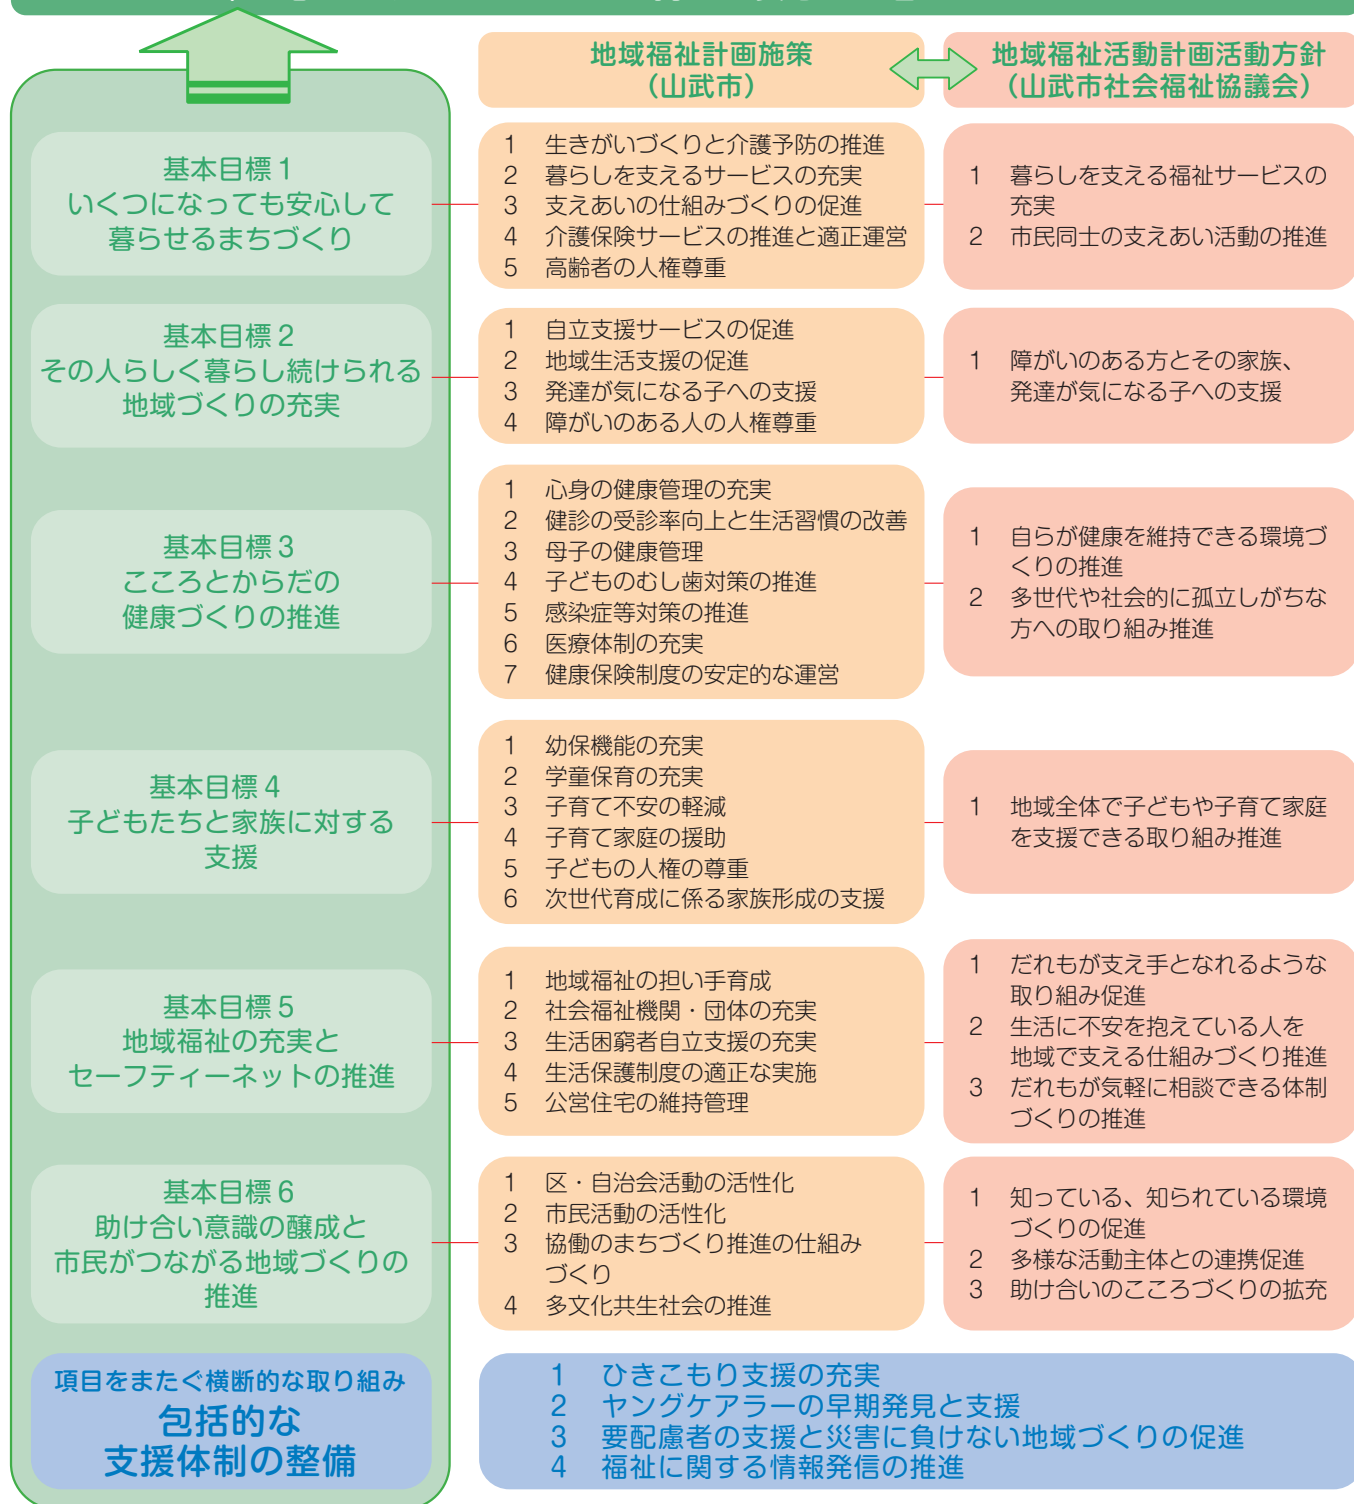 地域福祉計画施策
（山武市）
地域福祉活動計画活動方針
（山武市社会福祉協議会）
基本目標 1
いくつになっても安心して
暮らせるまちづくり
1 生きがいづくりと介護予防の推進
2 暮らしを支えるサービスの充実
3 支えあいの仕組みづくりの促進
4 介護保険サービスの推進と適正運営
5 高齢者の人権尊重
1 暮らしを支える福祉サービスの
充実
2 市民同士の支えあい活動の推進
基本目標 2
その人らしく暮らし続けられる
地域づくりの充実
1 自立支援サービスの促進
2 地域生活支援の促進
3 発達が気になる子への支援
4 障がいのある人の人権尊重
1 障がいのある方とその家族、
発達が気になる子への支援
基本目標 3
こころとからだの
健康づくりの推進
1 心身の健康管理の充実
2 健診の受診率向上と生活習慣の改善
3 母子の健康管理
4 子どものむし歯対策の推進
5 感染症等対策の推進
6 医療体制の充実
7 健康保険制度の安定的な運営
1 自らが健康を維持できる環境づ
くりの推進
2 多世代や社会的に孤立しがちな
方への取り組み推進
基本目標 4
子どもたちと家族に対する
支援
1 幼保機能の充実
2 学童保育の充実
3 子育て不安の軽減
4 子育て家庭の援助
5 子どもの人権の尊重
6 次世代育成に係る家族形成の支援
1 地域全体で子どもや子育て家庭
を支援できる取り組み推進
基本目標 5
地域福祉の充実と
セーフティーネットの推進
1 地域福祉の担い手育成
2 社会福祉機関・団体の充実
3 生活困窮者自立支援の充実
4 生活保護制度の適正な実施
5 公営住宅の維持管理
1 だれもが支え手となれるような
取り組み促進
2 生活に不安を抱えている人を
地域で支える仕組みづくり推進
3 だれもが気軽に相談できる体制
づくりの推進
基本目標 6
助け合い意識の醸成と
市民がつながる地域づくりの
推進
1 区・自治会活動の活性化
2 市民活動の活性化
3 協働のまちづくり推進の仕組み
づくり
4 多文化共生社会の推進
1 知っている、知られている環境
づくりの促進
2 多様な活動主体との連携促進
3 助け合いのこころづくりの拡充
項目をまたぐ横断的な取り組み
包括的な
支援体制の整備
1 ひきこもり支援の充実
2 ヤングケアラーの早期発見と支援
3 要配慮者の支援と災害に負けない地域づくりの促進
4 福祉に関する情報発信の推進